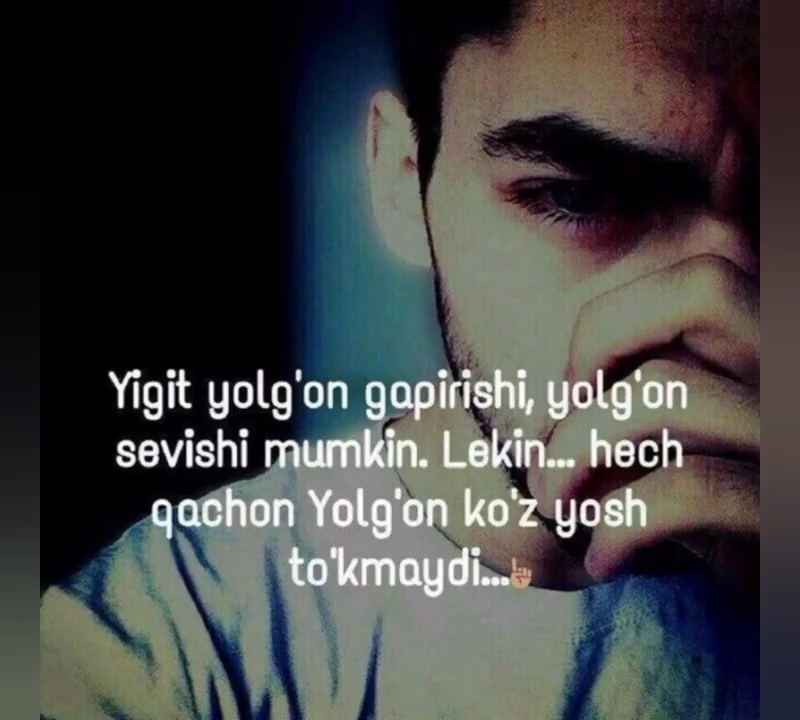 Yigit yolg'on gapirishi, yolg'on
sevishi mumkin. Lekin... hech
qachon Yolg'on ko'z yosh
to'kmaydi...☝🏼